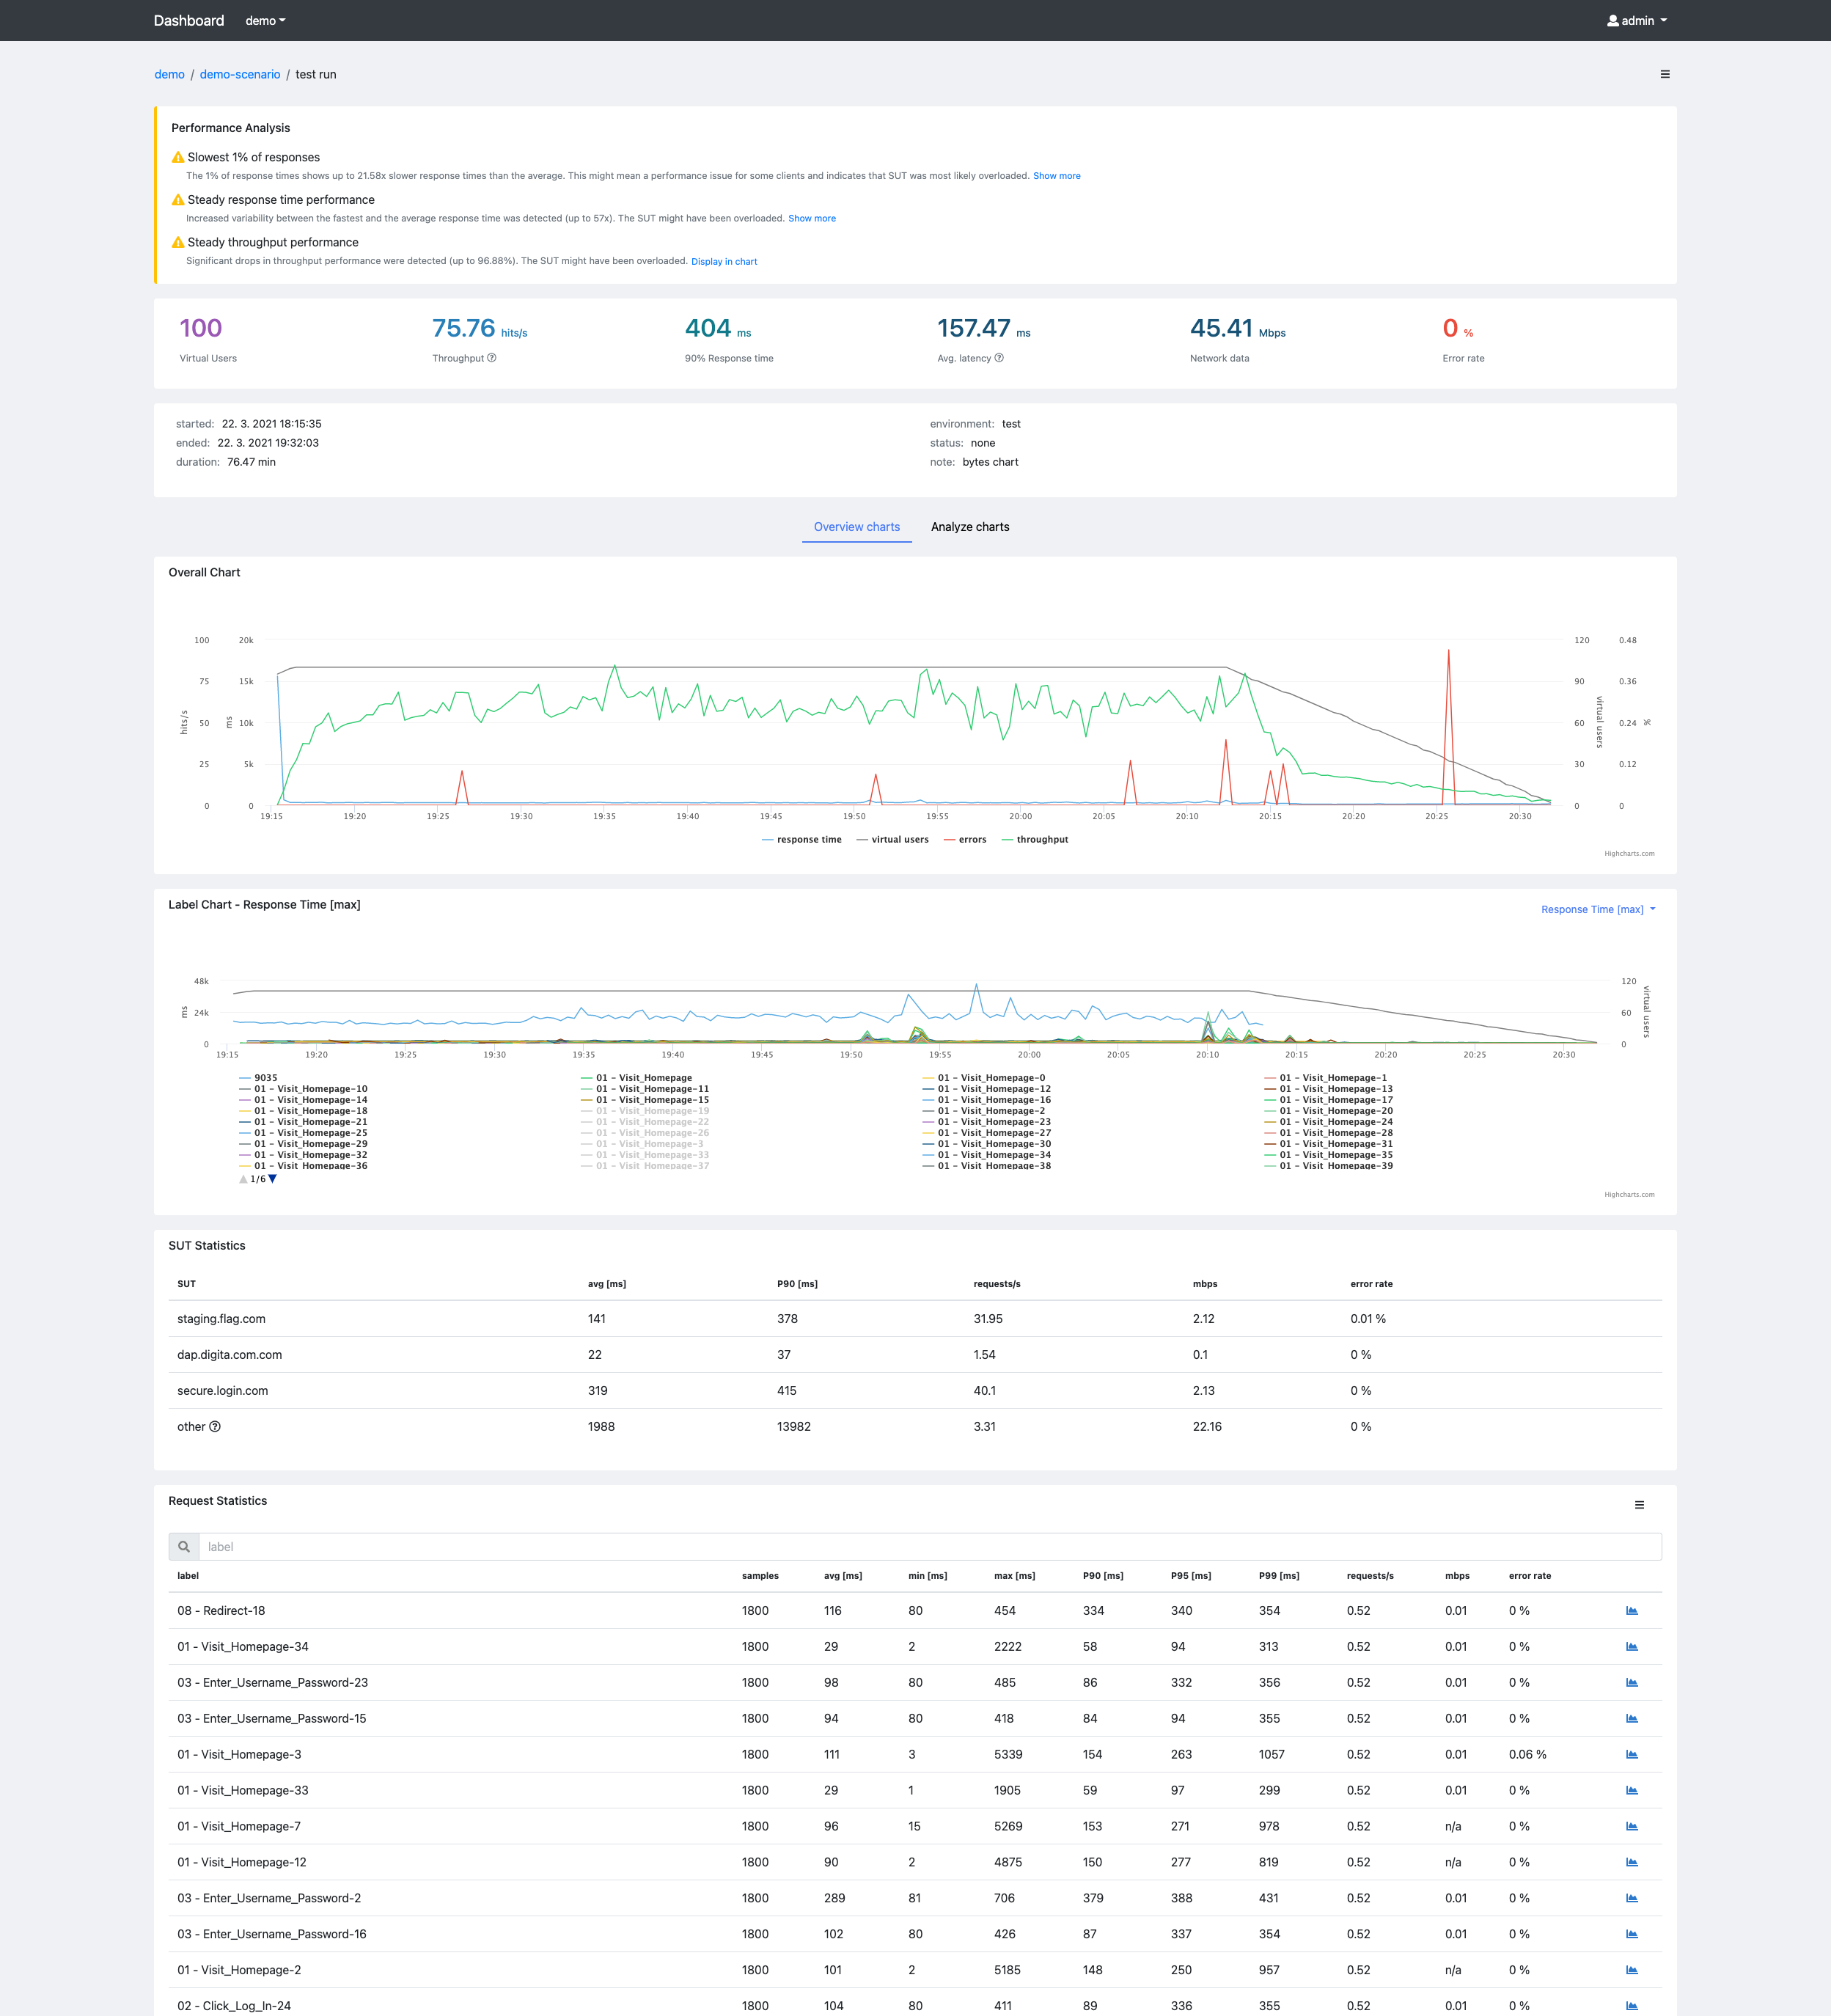 Dashboard demo admin
demo / demo-scenario / test run
Performance Analysis
Slowest 1% of responses
The 1% of response times shows up to 21.58x slower response times than the average. This might mean a performance issue for some clients and indicates that SUT was most likely overloaded. Show more
Steady response time performance
Increased variability between the fastest and the average response time was detected (up to 57x). The SUT might have been overloaded. Show more
Steady throughput performance
Significant drops in throughput performance were detected (up to 96.88%). The SUT might have been overloaded. Display in chart
100 75.76 hits/s 404 ms 157.47 ms 45.41 Mbps 0 %
Virtual Users Throughput 90% Response time Avg. latency Network data Error rate
started: 22. 3. 2021 18:15:35 environment: test
ended: 22. 3. 2021 19:32:03 status: none
duration: 76.47 min note: bytes chart
Overview charts Analyze charts
Overall Chart
100 20k 120 0.48
75 15k 90 0.36
hits/s 50 ms 10k 60 virtual users 0.24 %
25 5k 30 0.12
0 0 0 0
19:15 19:20 19:25 19:30 19:35 19:40 19:45 19:50 19:55 20:00 20:05 20:10 20:15 20:20 20:25 20:30
response time virtual users errors throughput
Highcharts.com
Label Chart - Response Time [max]
Response Time [max]
48k 120
ms 24k 60 virtual users
0 0
19:15 19:20 19:25 19:30 19:35 19:40 19:45 19:50 19:55 20:00 20:05 20:10 20:15 20:20 20:25 20:30
9035 01 - Visit_Homepage 01 - Visit_Homepage-0 01 - Visit_Homepage-1
01 - Visit_Homepage-10 01 - Visit_Homepage-11 01 - Visit_Homepage-12 01 - Visit_Homepage-13
01 - Visit_Homepage-14 01 - Visit_Homepage-15 01 - Visit_Homepage-16 01 - Visit_Homepage-17
01 - Visit_Homepage-18 01 - Visit_Homepage-19 01 - Visit_Homepage-2 01 - Visit_Homepage-20
01 - Visit_Homepage-21 01 - Visit_Homepage-22 01 - Visit_Homepage-23 01 - Visit_Homepage-24
01 - Visit_Homepage-25 01 - Visit_Homepage-26 01 - Visit_Homepage-27 01 - Visit_Homepage-28
01 - Visit_Homepage-29 01 - Visit_Homepage-3 01 - Visit_Homepage-30 01 - Visit_Homepage-31
01 - Visit_Homepage-32 01 - Visit_Homepage-33 01 - Visit_Homepage-34 01 - Visit_Homepage-35
01 - Visit_Homepage-36 01 - Visit_Homepage-37 01 - Visit_Homepage-38 01 - Visit_Homepage-39
1/6
Highcharts.com
SUT Statistics
SUT avg [ms] P90 [ms] requests/s mbps error rate
staging.flag.com 141 378 31.95 2.12 0.01 %
dap.digita.com.com 22 37 1.54 0.1 0 %
secure.login.com 319 415 40.1 2.13 0 %
other 1988 13982 3.31 22.16 0 %
Request Statistics
label
label samples avg [ms] min [ms] max [ms] P90 [ms] P95 [ms] P99 [ms] requests/s mbps error rate
08 - Redirect-18 1800 116 80 454 334 340 354 0.52 0.01 0 %
01 - Visit_Homepage-34 1800 29 2 2222 58 94 313 0.52 0.01 0 %
03 - Enter_Username_Password-23 1800 98 80 485 86 332 356 0.52 0.01 0 %
03 - Enter_Username_Password-15 1800 94 80 418 84 94 355 0.52 0.01 0 %
01 - Visit_Homepage-3 1800 111 3 5339 154 263 1057 0.52 0.01 0.06 %
01 - Visit_Homepage-33 1800 29 1 1905 59 97 299 0.52 0.01 0 %
01 - Visit_Homepage-7 1800 96 15 5269 153 271 978 0.52 n/a 0 %
01 - Visit_Homepage-12 1800 90 2 4875 150 277 819 0.52 n/a 0 %
03 - Enter_Username_Password-2 1800 289 81 706 379 388 431 0.52 0.01 0 %
03 - Enter_Username_Password-16 1800 102 80 426 87 337 354 0.52 0.01 0 %
01 - Visit_Homepage-2 1800 101 2 5185 148 250 957 0.52 n/a 0 %
02 - Click_Log_In-24 1800 104 80 411 89 336 355 0.52 0.01 0 %